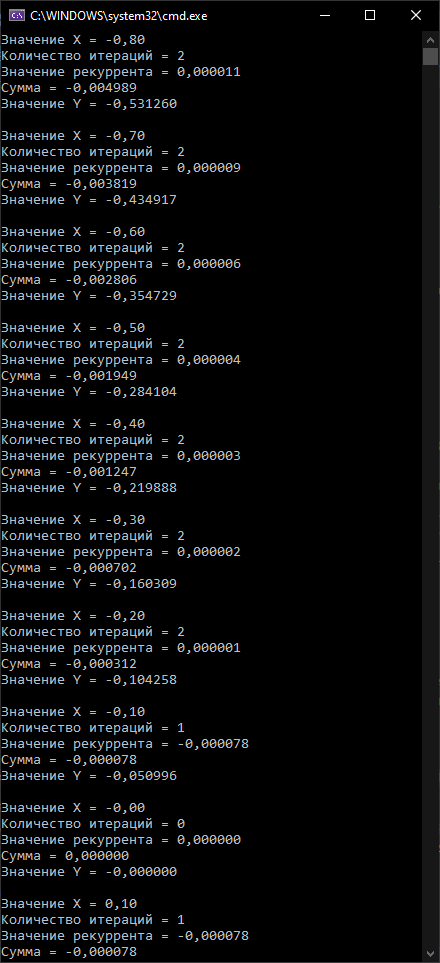 C:\WINDOWS\system32\cmd.exe
Значение X = -0,80
Количество итераций = 2
Значение рекуррента = 0,000011
Сумма = -0,004989
Значение Y = -0,531260
Значение X = -0,70
Количество итераций = 2
Значение рекуррента = 0,000009
Сумма = -0,003819
Значение Y = -0,434917
Значение X = -0,60
Количество итераций = 2
Значение рекуррента = 0,000006
Сумма = -0,002806
Значение Y = -0,354729
Значение X = -0,50
Количество итераций = 2
Значение рекуррента = 0,000004
Сумма = -0,001949
Значение Y = -0,284104
Значение X = -0,40
Количество итераций = 2
Значение рекуррента = 0,000003
Сумма = -0,001247
Значение Y = -0,219888
Значение X = -0,30
Количество итераций = 2
Значение рекуррента = 0,000002
Сумма = -0,000702
Значение Y = -0,160309
Значение X = -0,20
Количество итераций = 2
Значение рекуррента = 0,000001
Сумма = -0,000312
Значение Y = -0,104258
Значение X = -0,10
Количество итераций = 1
Значение рекуррента = -0,000078
Сумма = -0,000078
Значение Y = -0,050996
Значение X = -0,00
Количество итераций = 0
Значение рекуррента = 0,000000
Сумма = 0,000000
Значение Y = -0,000000
Значение X = 0,10
Количество итераций = 1
Значение рекуррента = -0,000078
Сумма = -0,000078